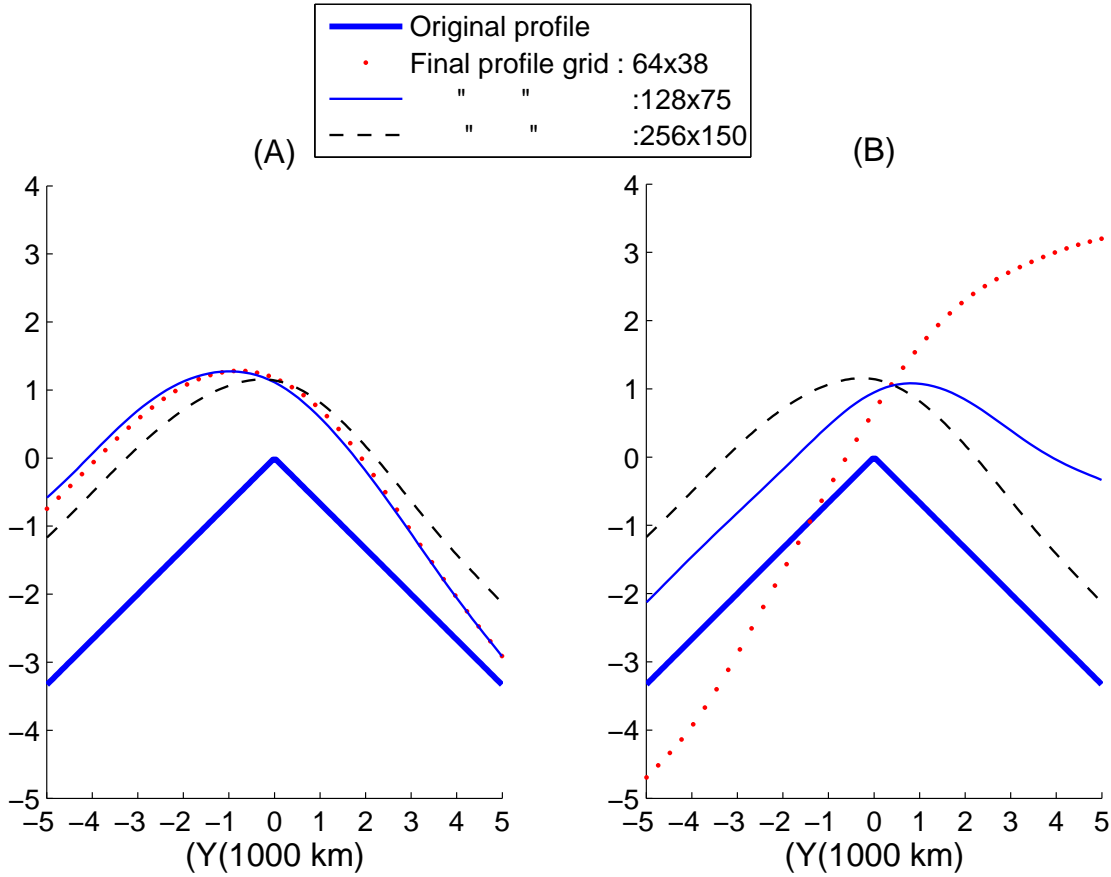 Original profile
Final profile grid : 64x38
" " :128x75
" " :256x150
(A)
(B)
4
3
2
1
0
−1
−2
−3
−4
−5
−5 −4 −3 −2 −1 0 1 2 3 4 5
(Y(1000 km)
4
3
2
1
0
−1
−2
−3
−4
−5
−5 −4 −3 −2 −1 0 1 2 3 4 5
(Y(1000 km)